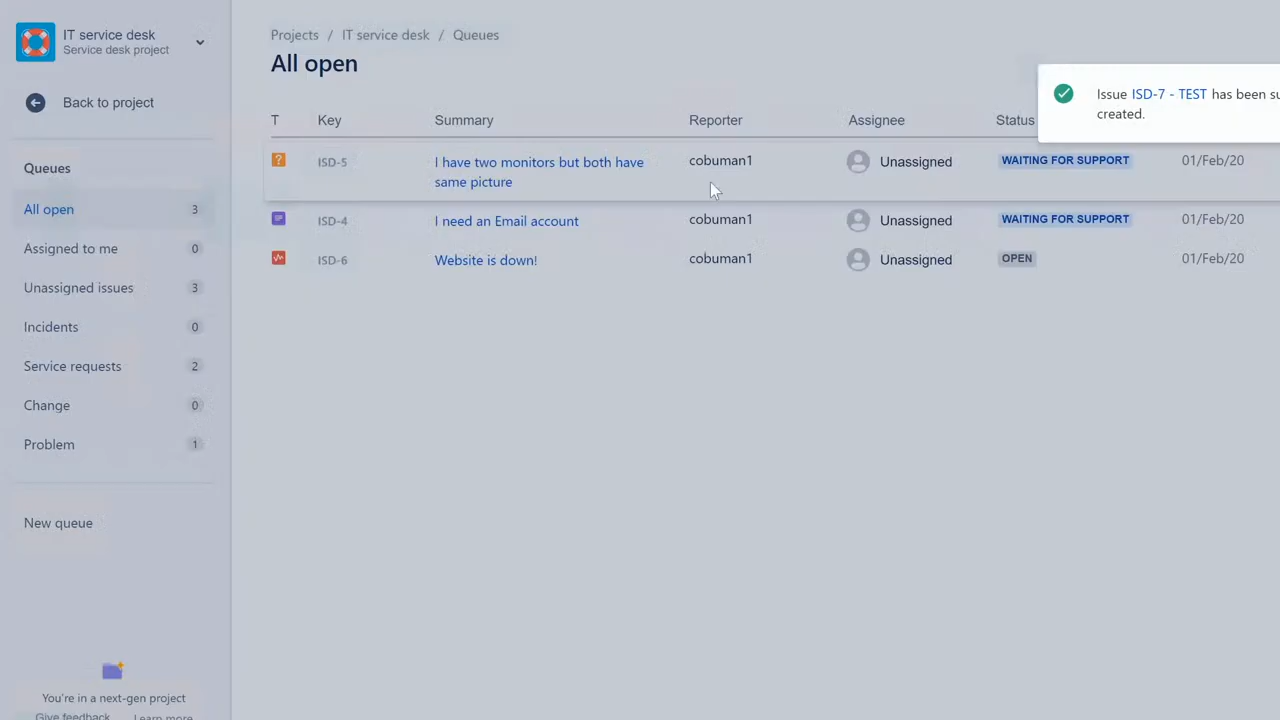 IT service desk
Service desk project
Back to project
Queues
All open 3
Assigned to me 0
Unassigned issues 3
Incidents 0
Service requests 2
Change 0
Problem 1
New queue
You're in a next-gen project
Give feedback Learn more
Projects / IT service desk / Queues
All open
Issue ISD-7 - TEST has been
created.
T Key Summary Reporter Assignee Status
ISD-5 I have two monitors but both have cobuman1 Unassigned WAITING FOR SUPPORT 01/Feb/20
same picture
ISD-4 I need an Email account cobuman1 Unassigned WAITING FOR SUPPORT 01/Feb/20
ISD-6 Website is down! cobuman1 Unassigned OPEN 01/Feb/20